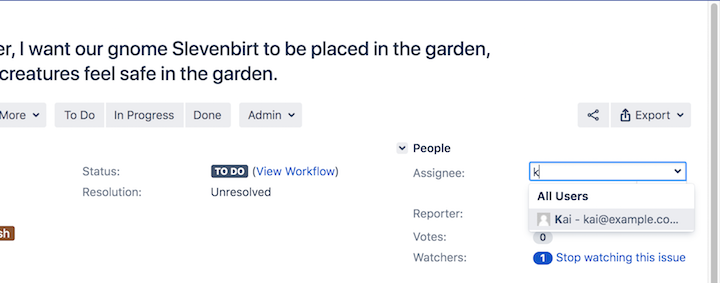 er, I want our gnome Slevenbirt to be placed in the garden,
creatures feel safe in the garden.
More To Do In Progress Done Admin Export
People
Status: TO DO (View Workflow)
Assignee: k
Resolution: Unresolved
All Users
Kai - kai@example.co...
Reporter:
sh
Votes: 0
Watchers: 1 Stop watching this issue